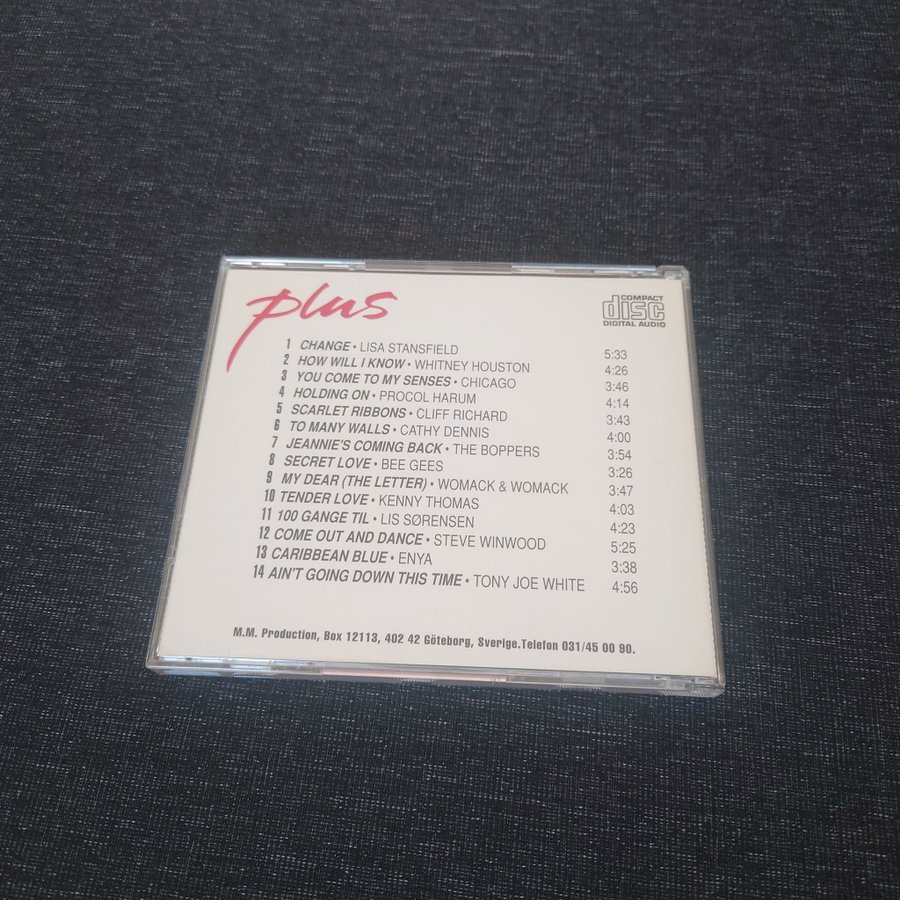 plus
COMPACT
disc
DIGITAL AUDIO
1 CHANGE • LISA STANSFIELD 5:33
2 HOW WILL I KNOW • WHITNEY HOUSTON 4:26
3 YOU COME TO MY SENSES • CHICAGO 3:46
4 HOLDING ON • PROCOL HARUM 4:14
5 SCARLET RIBBONS • CLIFF RICHARD 3:43
6 TO MANY WALLS • CATHY DENNIS 4:00
7 JEANNIE'S COMING BACK • THE BOPPERS 3:54
8 SECRET LOVE • BEE GEES 3:26
9 MY DEAR (THE LETTER) • WOMACK & WOMACK 3:47
10 TENDER LOVE • KENNY THOMAS 4:03
11 100 GANGE TIL • LIS SØRENSEN 4:23
12 COME OUT AND DANCE • STEVE WINWOOD 5:25
13 CARIBBEAN BLUE • ENYA 3:38
14 AIN'T GOING DOWN THIS TIME • TONY JOE WHITE 4:56
M.M. Production, Box 12113, 402 42 Göteborg, Sverige.Telefon 031/45 00 90.